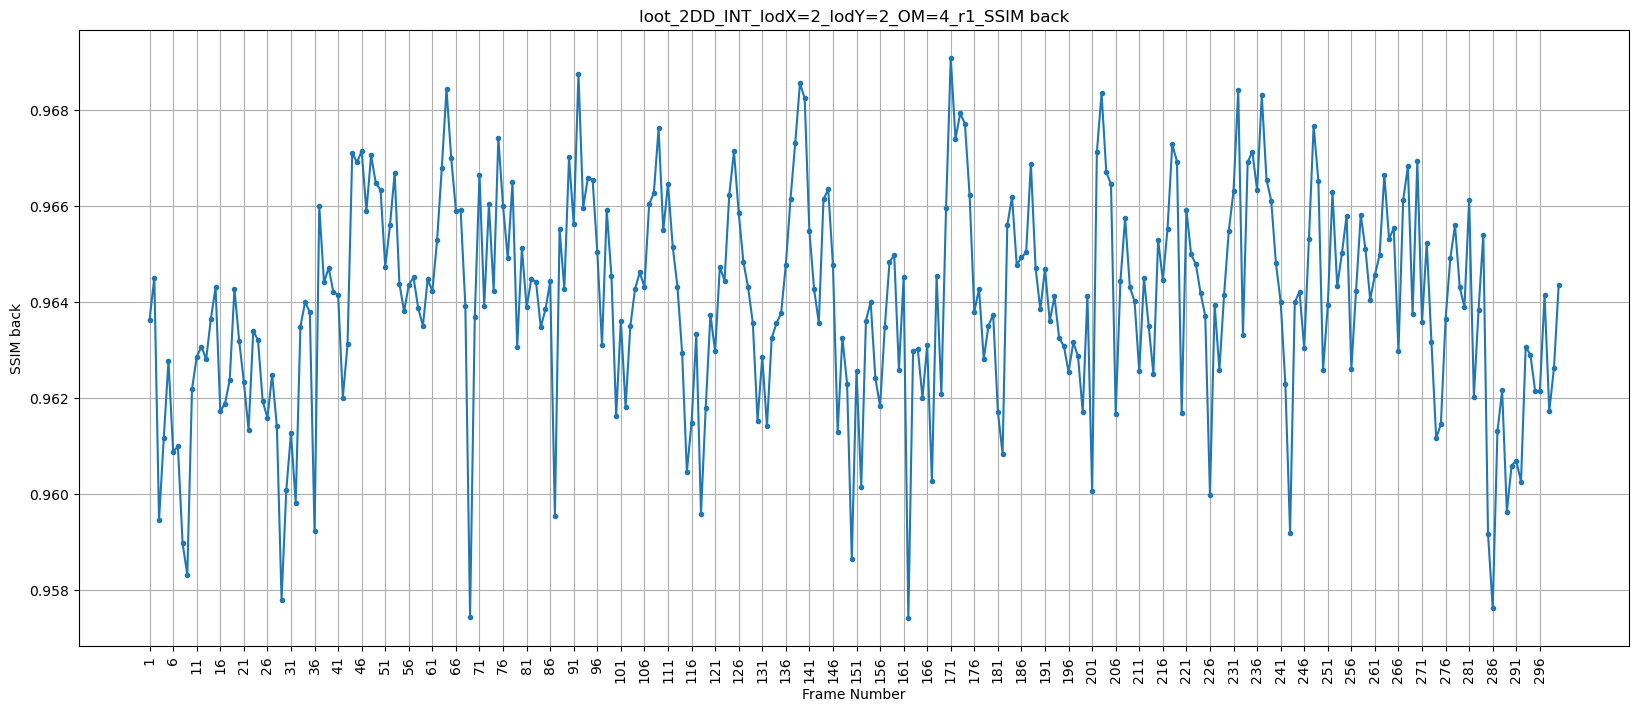 loot_2DD_INT_lodX=2_lodY=2_OM=4_r1_SSIM back
SSIM back
0.968
0.966
0.964
0.962
0.960
0.958
1 6 11 16 21 26 31 36 41 46 51 56 61 66 71 76 81 86 91 96 101 106 111 116 121 126 131 136 141 146 151 156 161 166 171 176 181 186 191 196 201 206 211 216 221 226 231 236 241 246 251 256 261 266 271 276 281 286 291 296
Frame Number